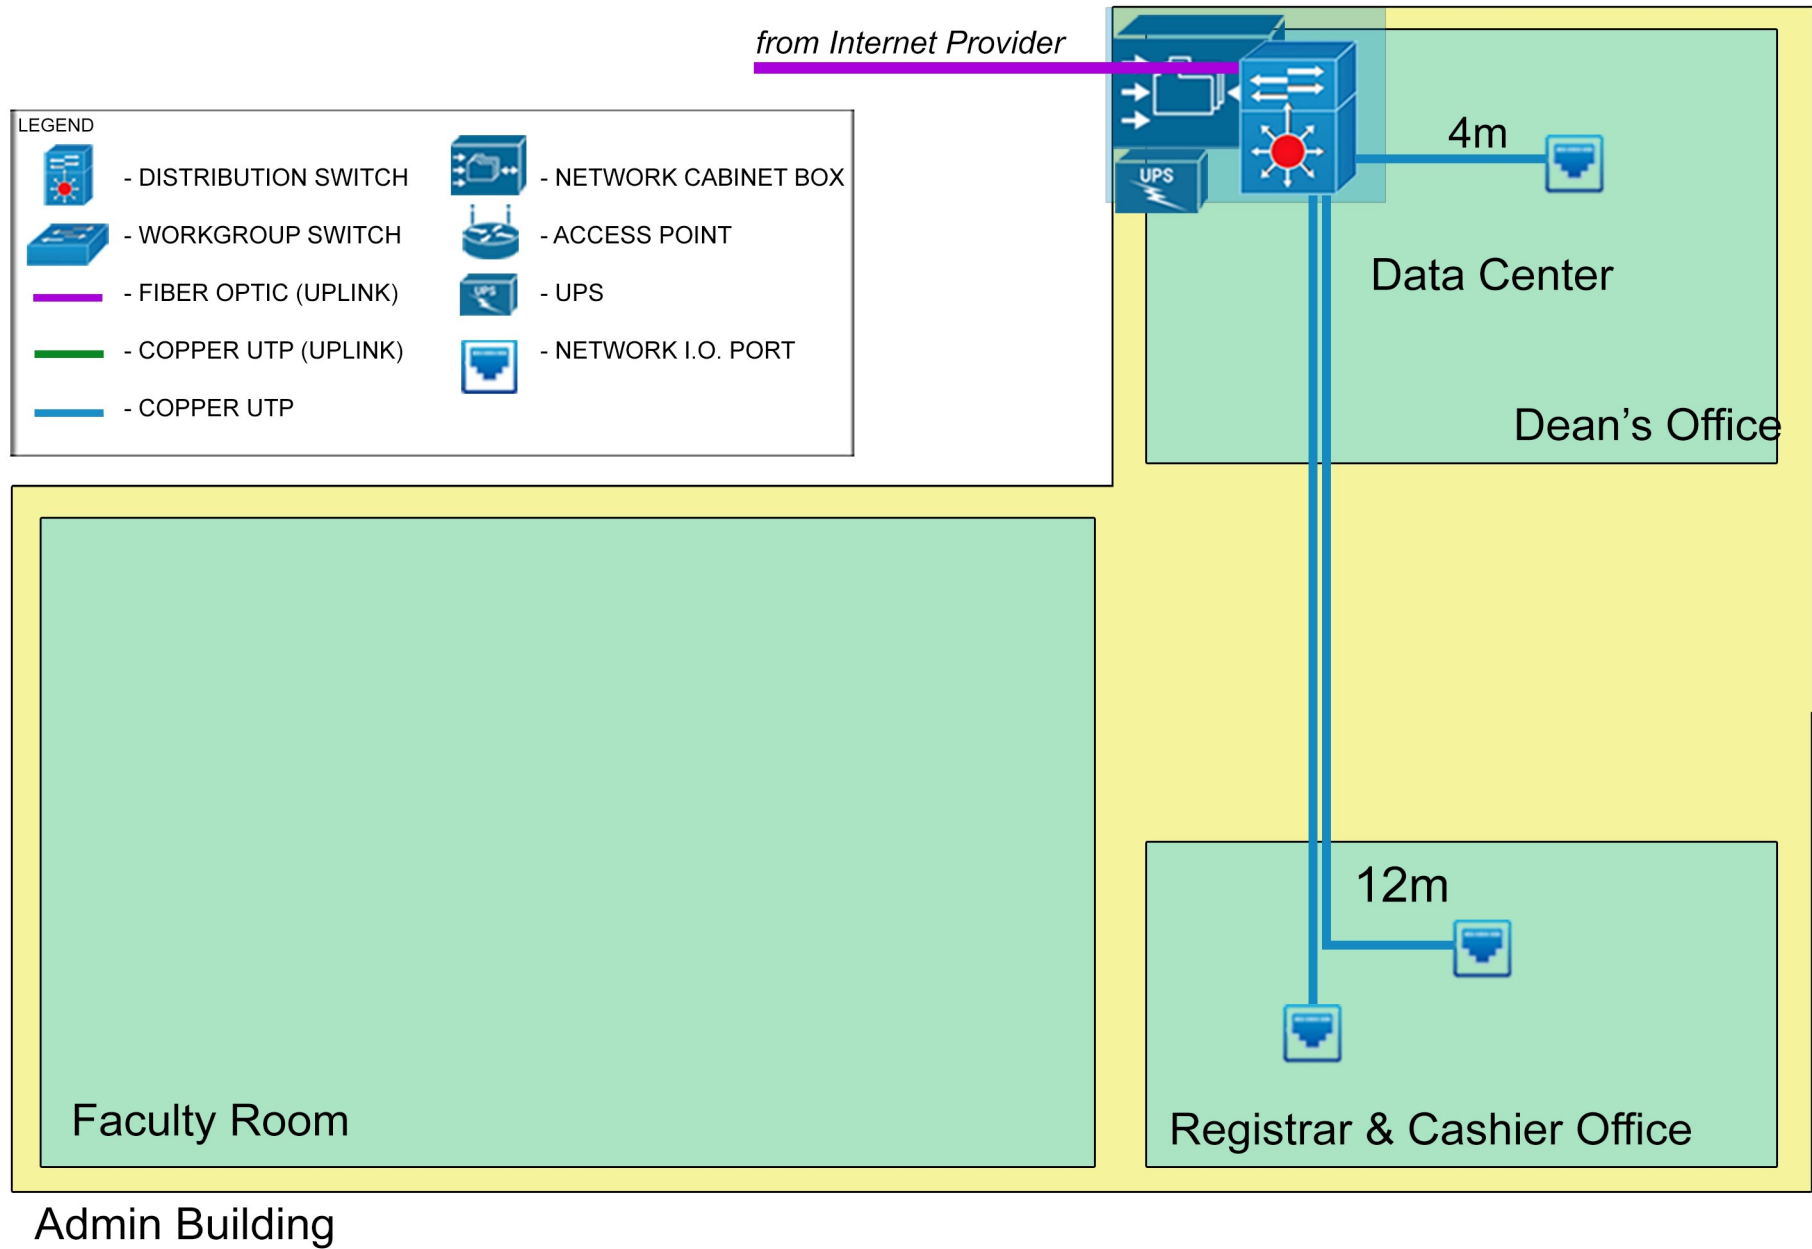 from Internet Provider
LEGEND
- DISTRIBUTION SWITCH
- WORKGROUP SWITCH
- FIBER OPTIC (UPLINK)
- COPPER UTP (UPLINK)
- COPPER UTP
- NETWORK CABINET BOX
- ACCESS POINT
UPS
- UPS
- NETWORK I.O. PORT
UPS
4m
Data Center
Dean's Office
12m
Faculty Room
Registrar & Cashier Office
Admin Building